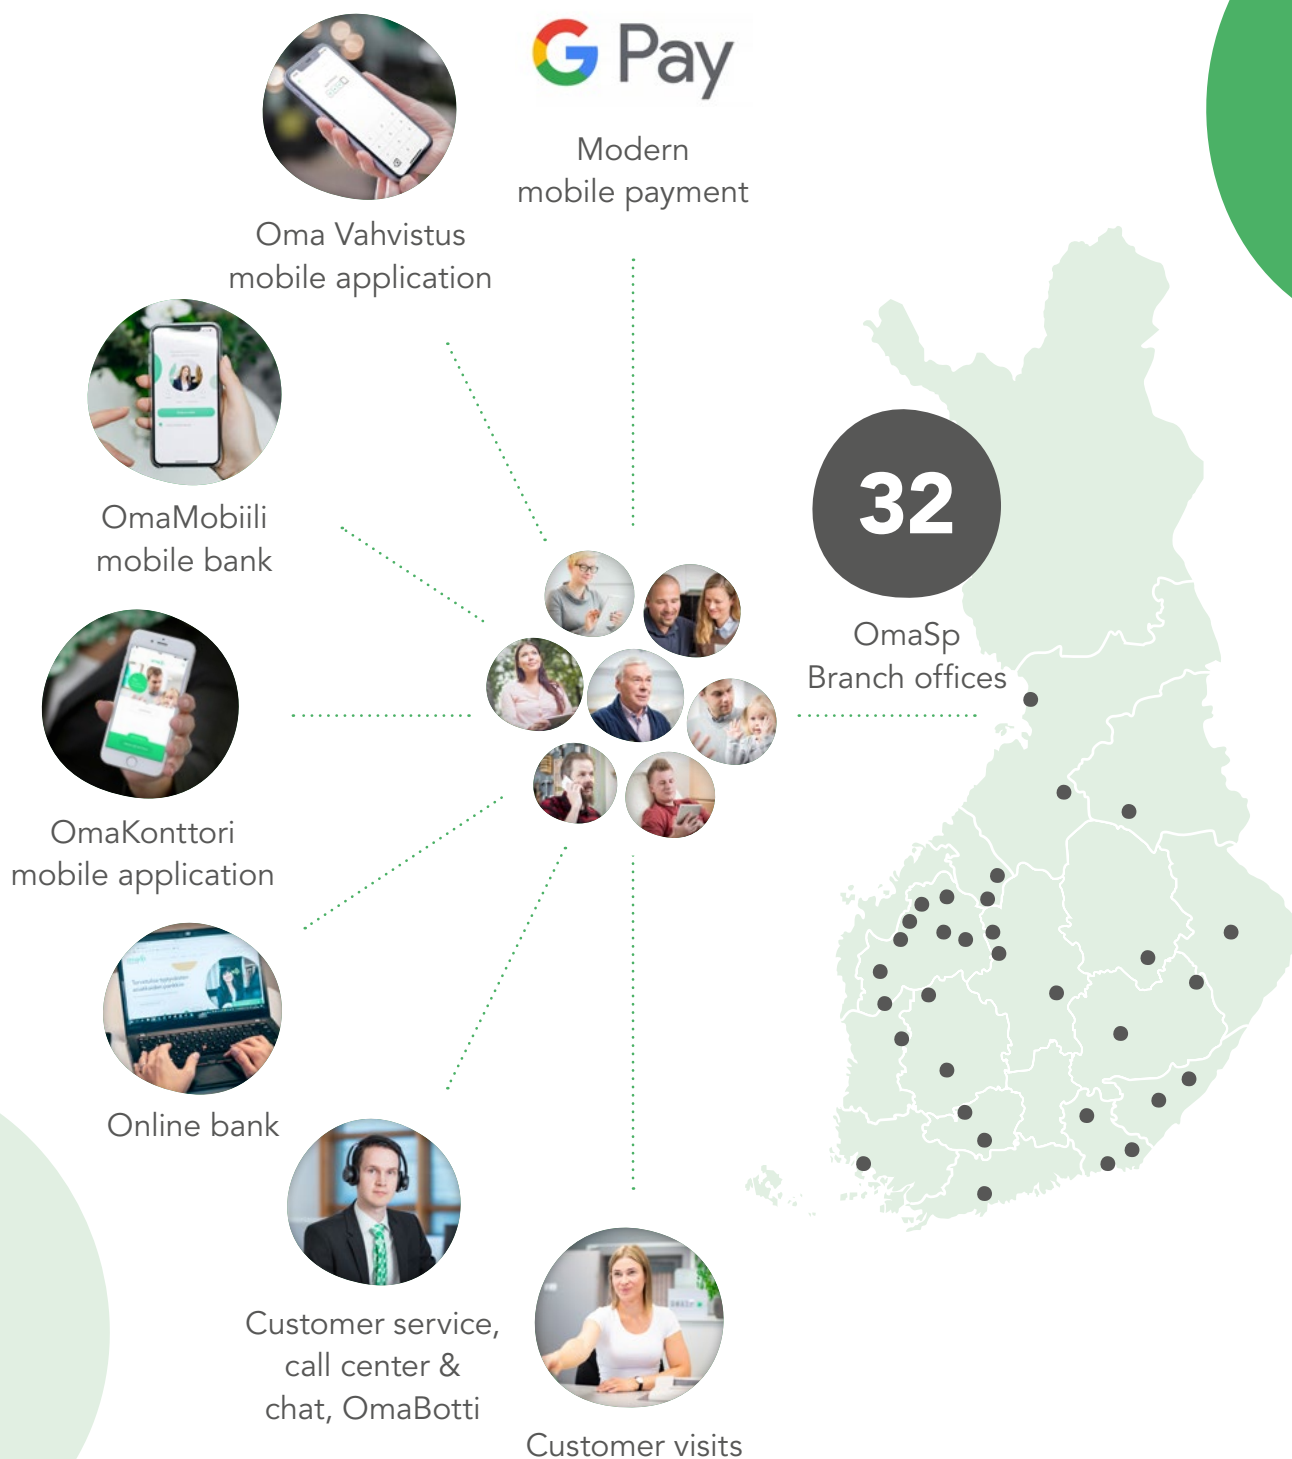 G Pay
Modern
mobile payment
Oma Vahvistus
mobile application
OmaMobiili
mobile bank
32
OmaSp
Branch offices
OmaKonttori
mobile application
Online bank
Customer service,
call center &
chat, OmaBotti
Customer visits